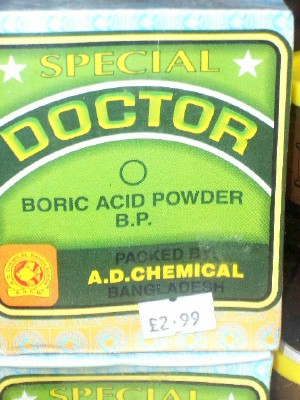 SPECIAL
DOCTOR
BORIC ACID POWDER
B.P.
PACKED BY
A.D.CHEMICAL
BANGLADESH
£2.99
SPECIAL